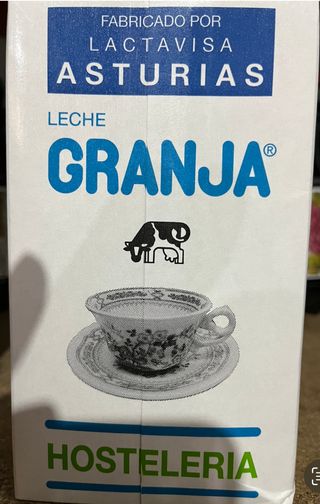 FABRICADO POR
LACTAVISA
ASTURIAS
LECHE
GRANJA®
HOSTELERIA